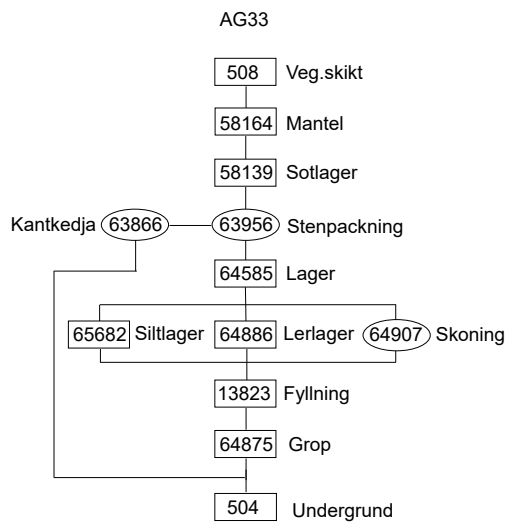 AG33
508 Veg.skikt
58164 Mantel
58139 Sotlager
Kantkedja 63866 63956 Stenpackning
64585 Lager
65682 Siltlager 64886 Lerlager 64907 Skoning
13823 Fyllning
64875 Grop
504 Undergrund